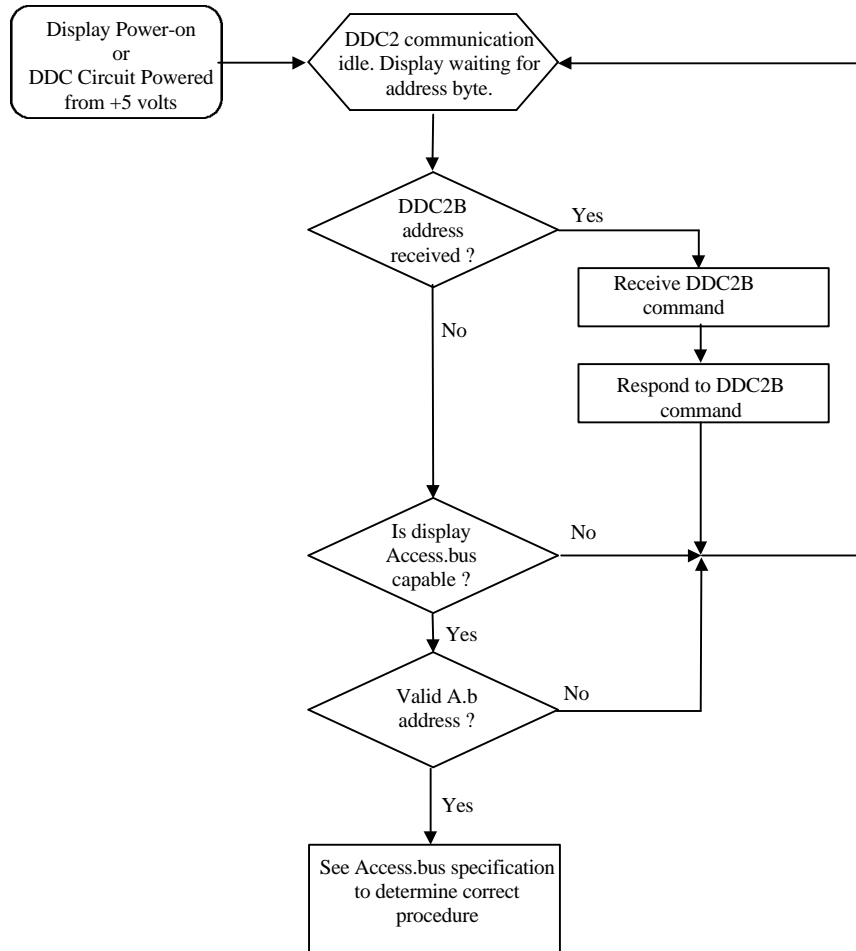 Display Power-on
or
DDC Circuit Powered
from +5 volts
DDC2 communication
idle. Display waiting for
address byte.
DDC2B
address
received ?
Yes
Receive DDC2B
command
No
Respond to DDC2B
command
Is display
Access.bus
capable ?
No
Yes
Valid A.b
address ?
No
Yes
See Access.bus specification
to determine correct
procedure